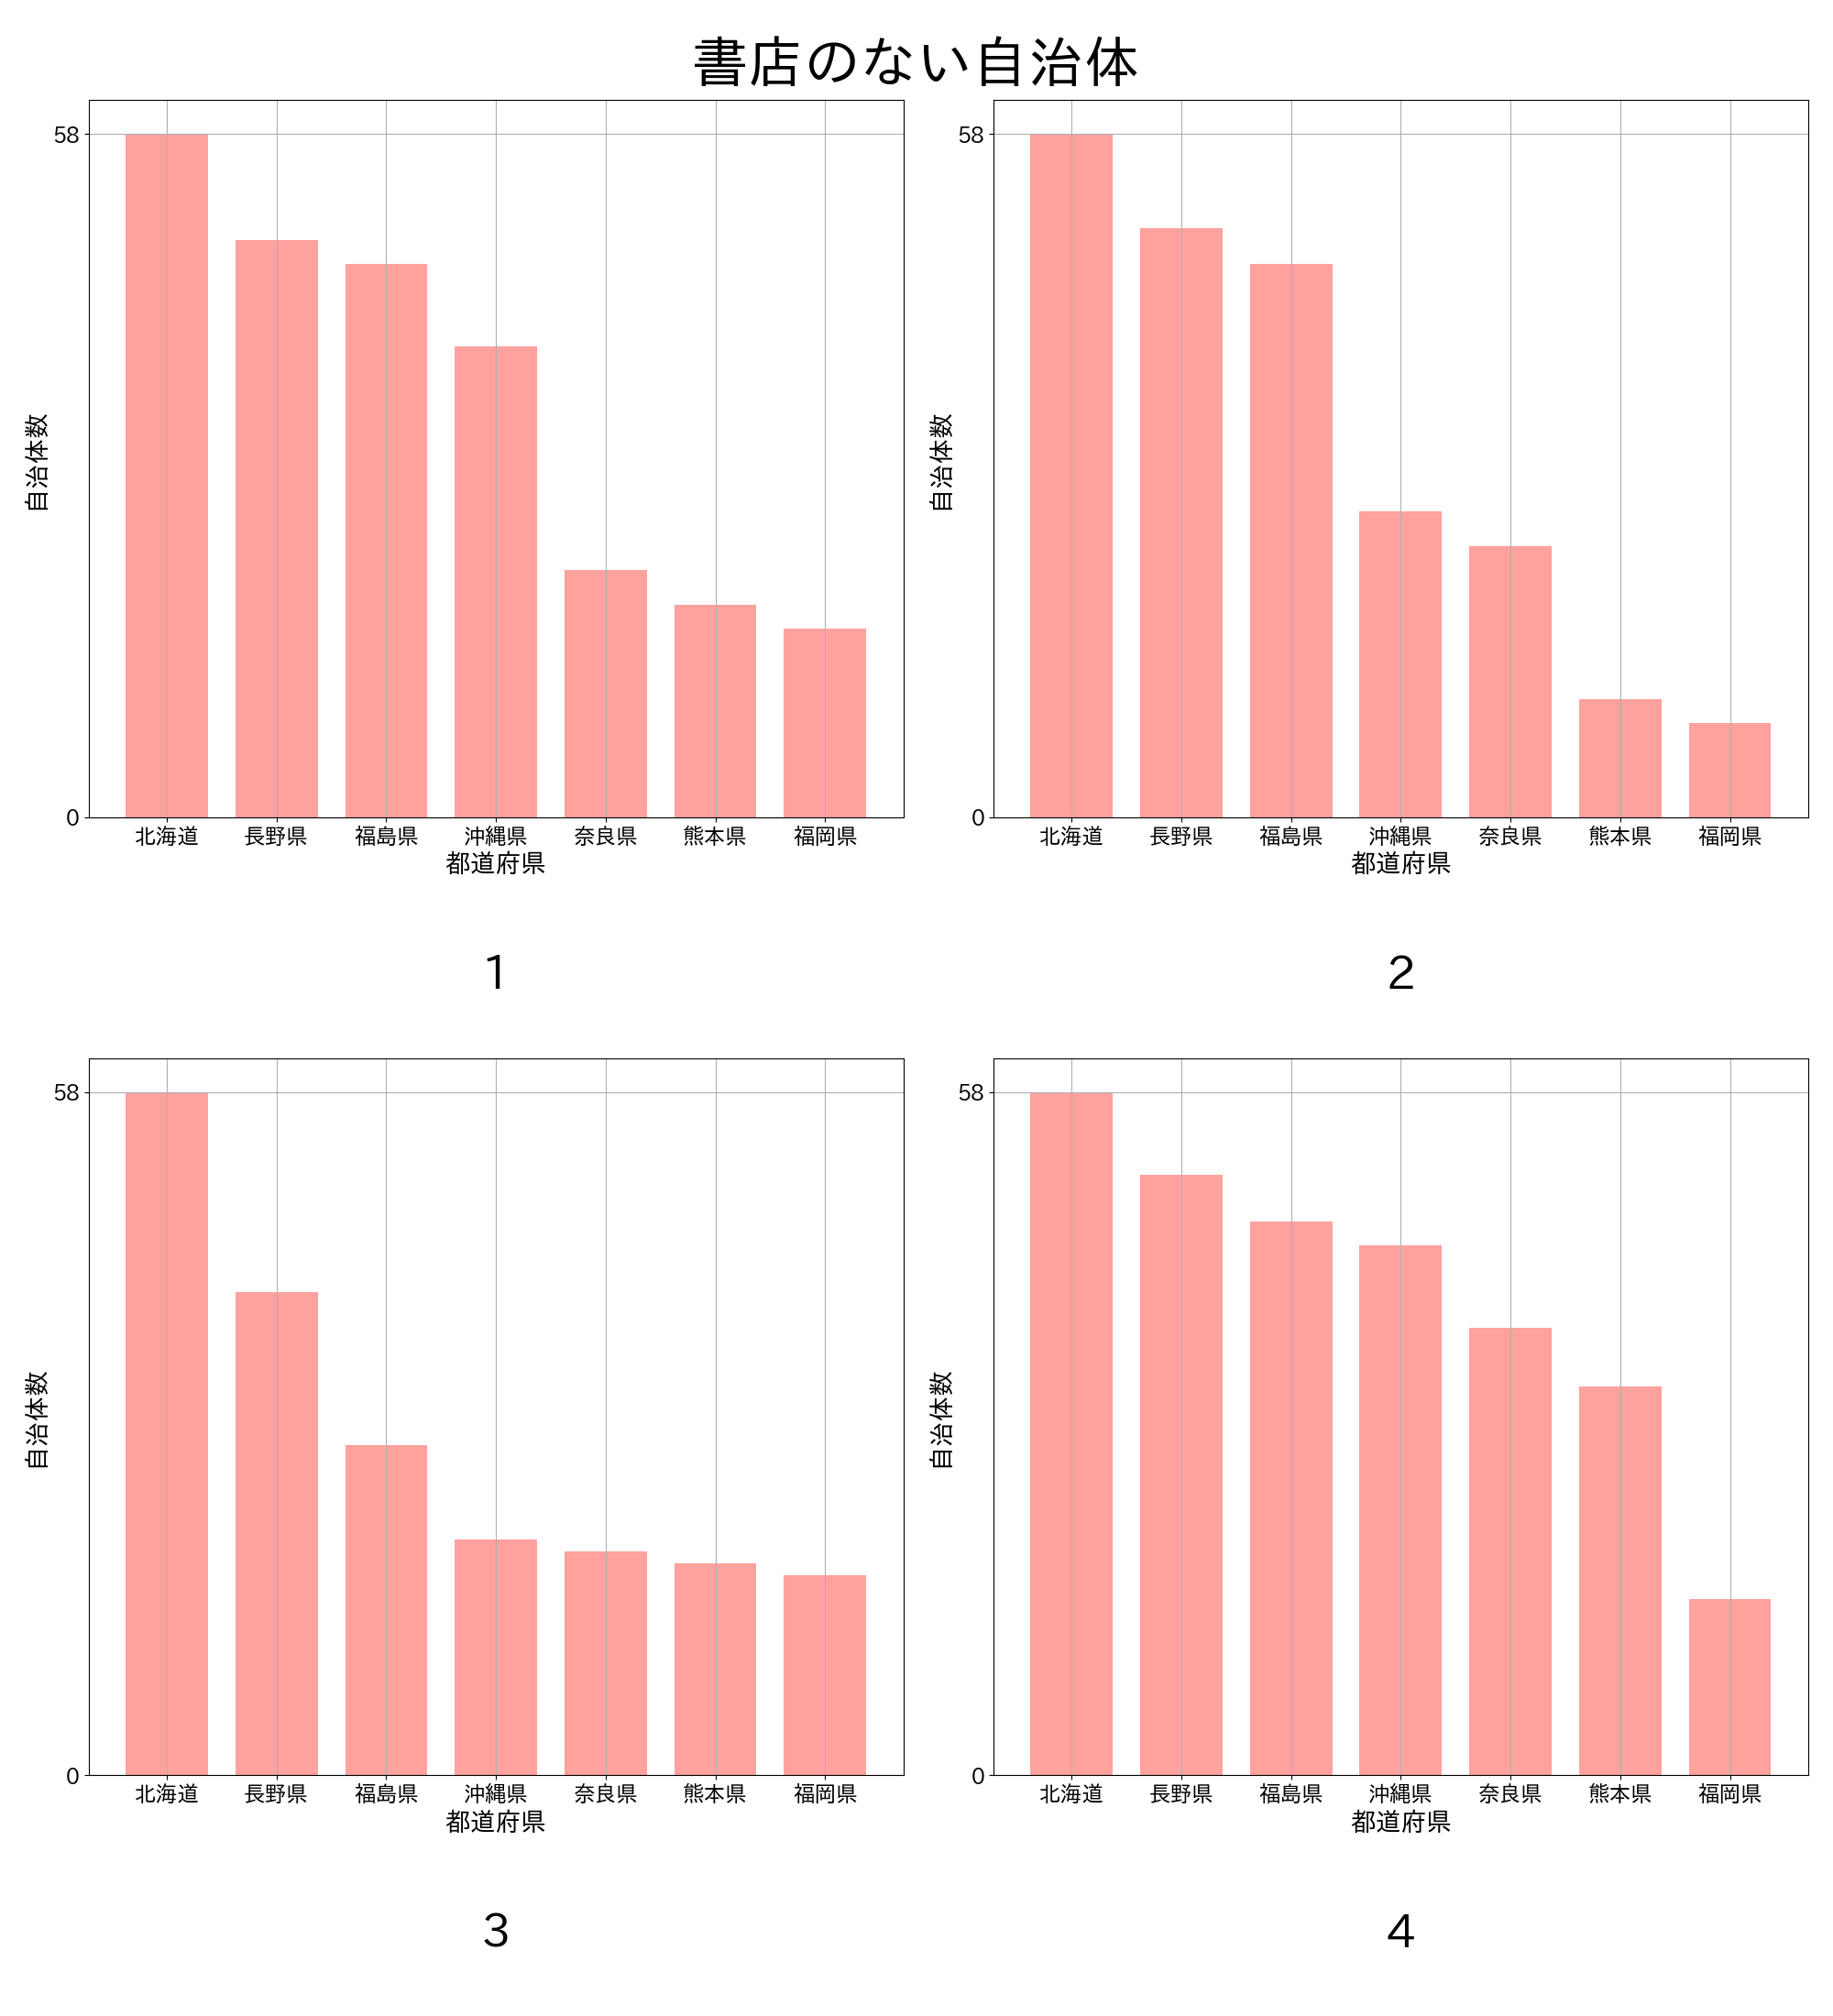 書店のない自治体
58
0
自治体数
北海道 長野県 福島県 沖縄県 奈良県 熊本県 福岡県
都道府県
1
58
0
自治体数
北海道 長野県 福島県 沖縄県 奈良県 熊本県 福岡県
都道府県
2
58
0
自治体数
北海道 長野県 福島県 沖縄県 奈良県 熊本県 福岡県
都道府県
3
58
0
自治体数
北海道 長野県 福島県 沖縄県 奈良県 熊本県 福岡県
都道府県
4